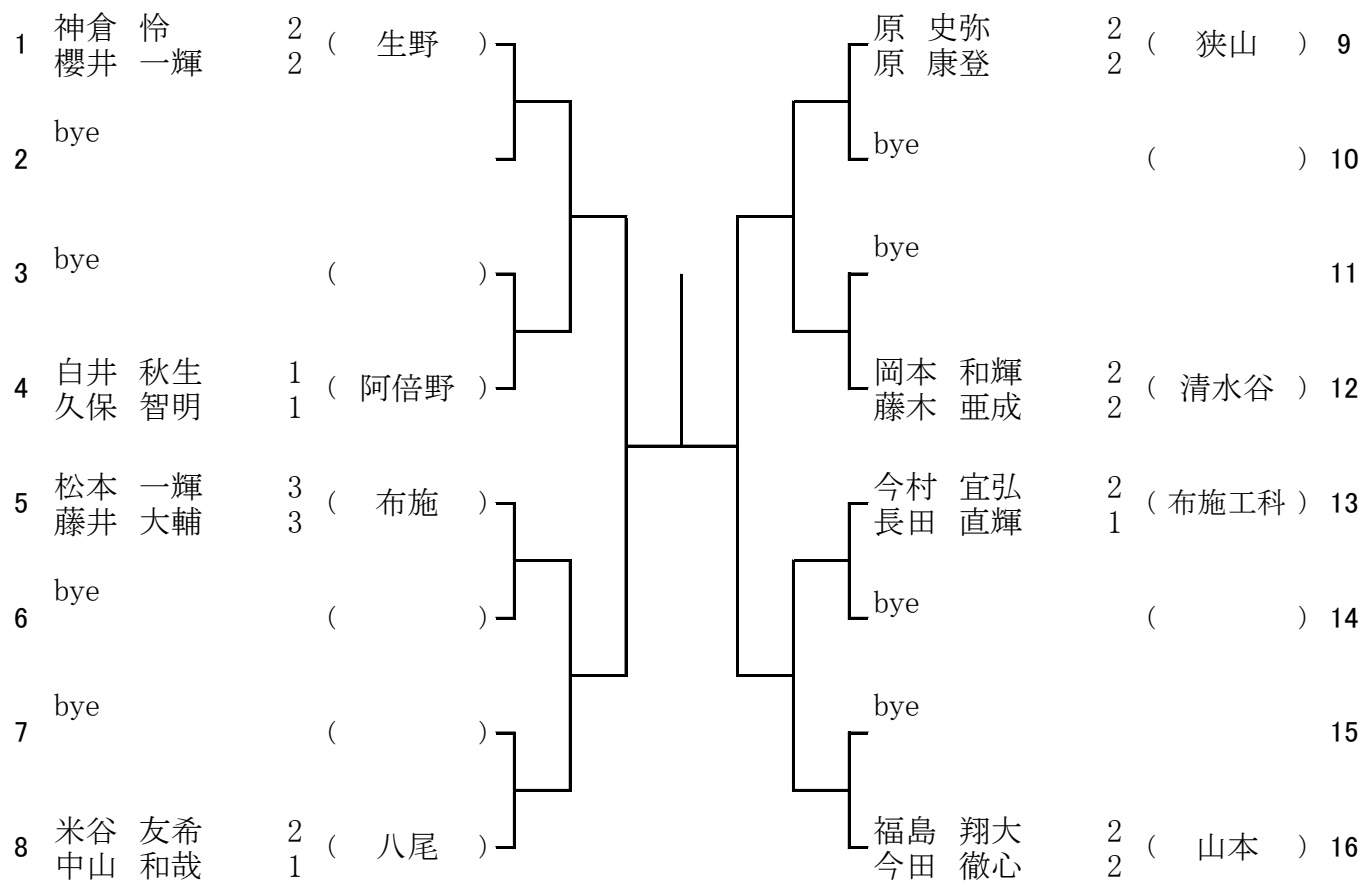 神倉 怜 2
1 ( 生野 )
櫻井 一輝 2
bye
2
bye
3 ( )
白井 秋生 1
4 ( 阿倍野 )
久保 智明 1
松本 一輝 3
5 ( 布施 )
藤井 大輔 3
bye
6 ( )
bye
7 ( )
米谷 友希 2
8 ( 八尾 )
中山 和哉 1
原 史弥 2
( 狭山 ) 9
原 康登 2
bye
( ) 10
bye
11
岡本 和輝 2
( 清水谷 ) 12
藤木 亜成 2
今村 宜弘 2
( 布施工科 ) 13
長田 直輝 1
bye
( ) 14
bye
15
福島 翔大 2
( 山本 ) 16
今田 徹心 2